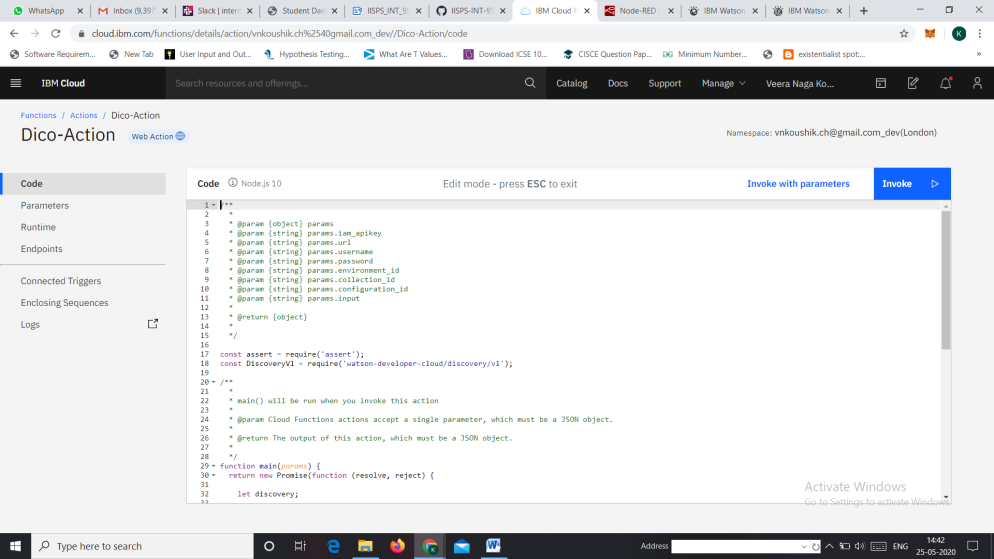 WhatsApp
Inbox (9,397
Slack | intern
Student Das
IISPS_INT_95
IISPS-INT-95
IBM Cloud F
Node-RED :
IBM Watson
IBM Watson
cloud.ibm.com/functions/details/action/vnkoushik.ch%2540gmail.com_dev//Dico-Action/code
K
Software Requirem...
New Tab
User Input and Out...
Hypothesis Testing...
What Are T Values...
Download ICSE 10...
CISCE Question Pap...
Minimum Number...
existentialist spot:...
»
IBM Cloud
Search resources and offerings...
Catalog
Docs
Support
Manage
Veera Naga Ko...
Functions / Actions / Dico-Action
Dico-Action
Web Action
Namespace: vnkoushik.ch@gmail.com_dev(London)
Code
Parameters
Runtime
Endpoints
Connected Triggers
Enclosing Sequences
Logs
Code
Node.js 10
Edit mode - press ESC to exit
Invoke with parameters
Invoke
1 /**
2 *
3 * @param {object} params
4 * @param {string} params.iam_apikey
5 * @param {string} params.url
6 * @param {string} params.username
7 * @param {string} params.password
8 * @param {string} params.environment_id
9 * @param {string} params.collection_id
10 * @param {string} params.configuration_id
11 * @param {string} params.input
12 *
13 * @return {object}
14 *
15 */
16
17 const assert = require('assert');
18 const DiscoveryV1 = require('watson-developer-cloud/discovery/v1');
19
20 /**
21 *
22 * main() will be run when you invoke this action
23 *
24 * @param Cloud Functions actions accept a single parameter, which must be a JSON object.
25 *
26 * @return The output of this action, which must be a JSON object.
27 *
28 */
29 function main(params) {
30 return new Promise(function (resolve, reject) {
31
32 let discovery;
33
Activate Windows
Go to Settings to activate Windows.
Type here to search
Address
ENG
14:42
25-05-2020